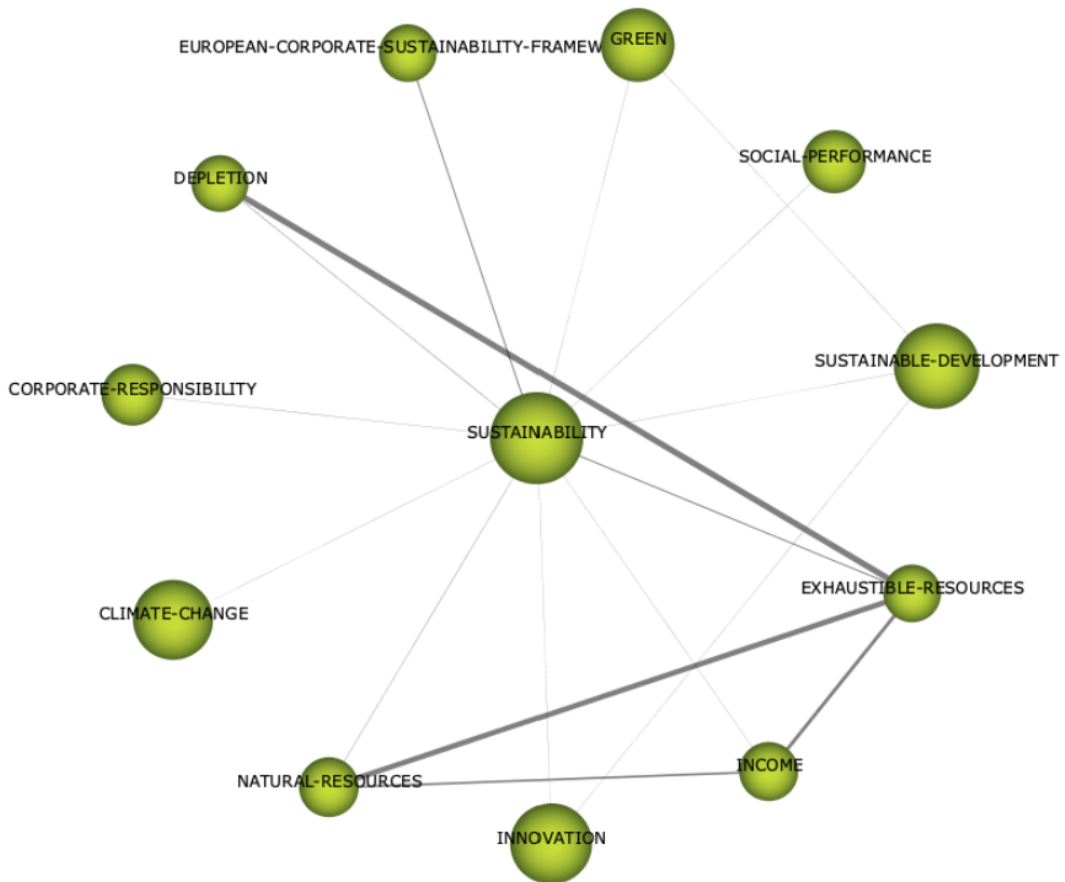 GREEN
EUROPEAN-CORPORATE-SUSTAINABILITY-FRAMEW
SOCIAL-PERFORMANCE
DEPLETION
SUSTAINABLE-DEVELOPMENT
CORPORATE-RESPONSIBILITY
SUSTAINABILITY
EXHAUSTIBLE-RESOURCES
CLIMATE-CHANGE
INCOME
NATURAL-RESOURCES
INNOVATION